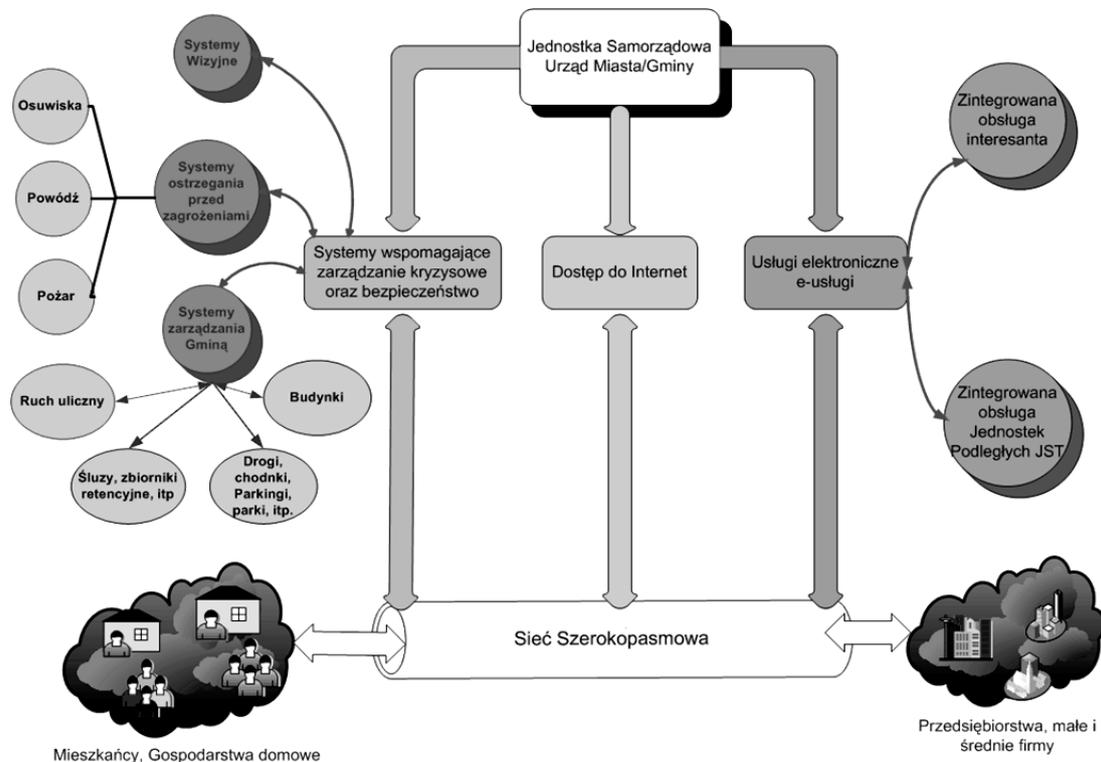 Systemy
Wizyjne
Jednostka Samorządowa
Urząd Miasta/Gminy
Zintegrowana
obsługa
interesanta
Osuwiska
Powódź
Pożar
Systemy
ostrzegania
przed
zagrożeniami
Systemy wspomagające
zarządzanie kryzysowe
oraz bezpieczeństwo
Dostęp do Internet
Usługi elektroniczne
e-usługi
Systemy
zarządzania
Gminą
Ruch uliczny
Budynki
Śluzy, zbiorniki
retencyjne, itp
Drogi,
chodnki,
Parkingi,
parki, itp.
Zintegrowana
obsługa
Jednostek
Podległych JST
Sieć Szerokopasmowa
Mieszkańcy, Gospodarstwa domowe
Przedsiębiorstwa, małe i
średnie firmy